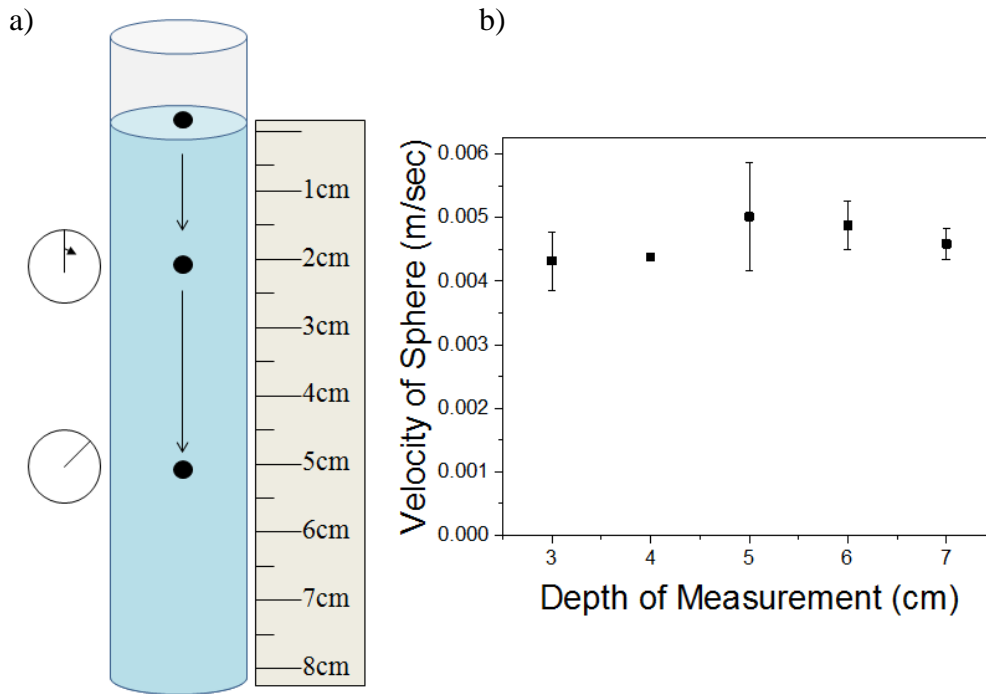 a)
1cm
2cm
3cm
4cm
5cm
6cm
7cm
8cm
b)
Velocity of Sphere (m/sec)
0.006
0.005
0.004
0.003
0.002
0.001
0.000
3 4 5 6 7
Depth of Measurement (cm)